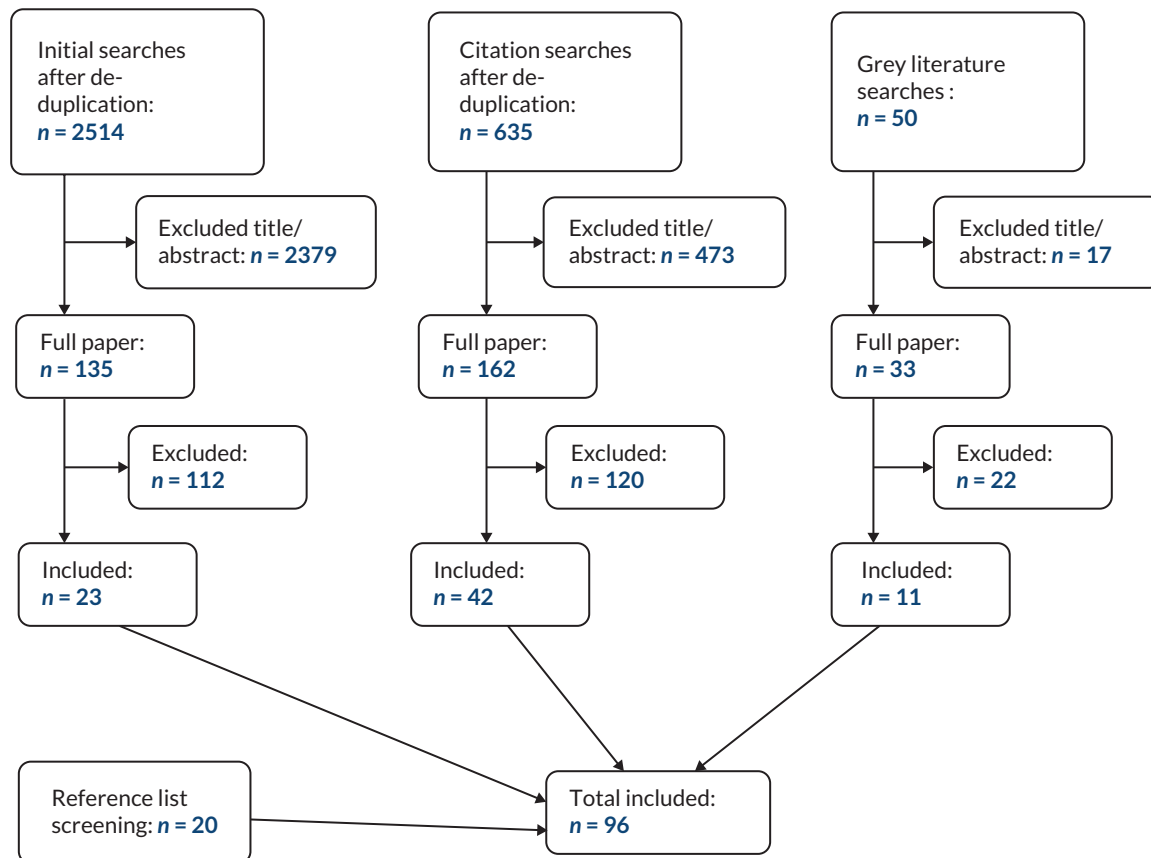 Initial searches
after de-
duplication:
n = 2514
Citation searches
after de-
duplication:
n = 635
Grey literature
searches :
n = 50
Excluded title/
abstract: n = 2379
Excluded title/
abstract: n = 473
Excluded title/
abstract: n = 17
Full paper:
n = 135
Full paper:
n = 162
Full paper:
n = 33
Excluded:
n = 112
Excluded:
n = 120
Excluded:
n = 22
Included:
n = 23
Included:
n = 42
Included:
n = 11
Reference list
screening: n = 20
Total included:
n = 96